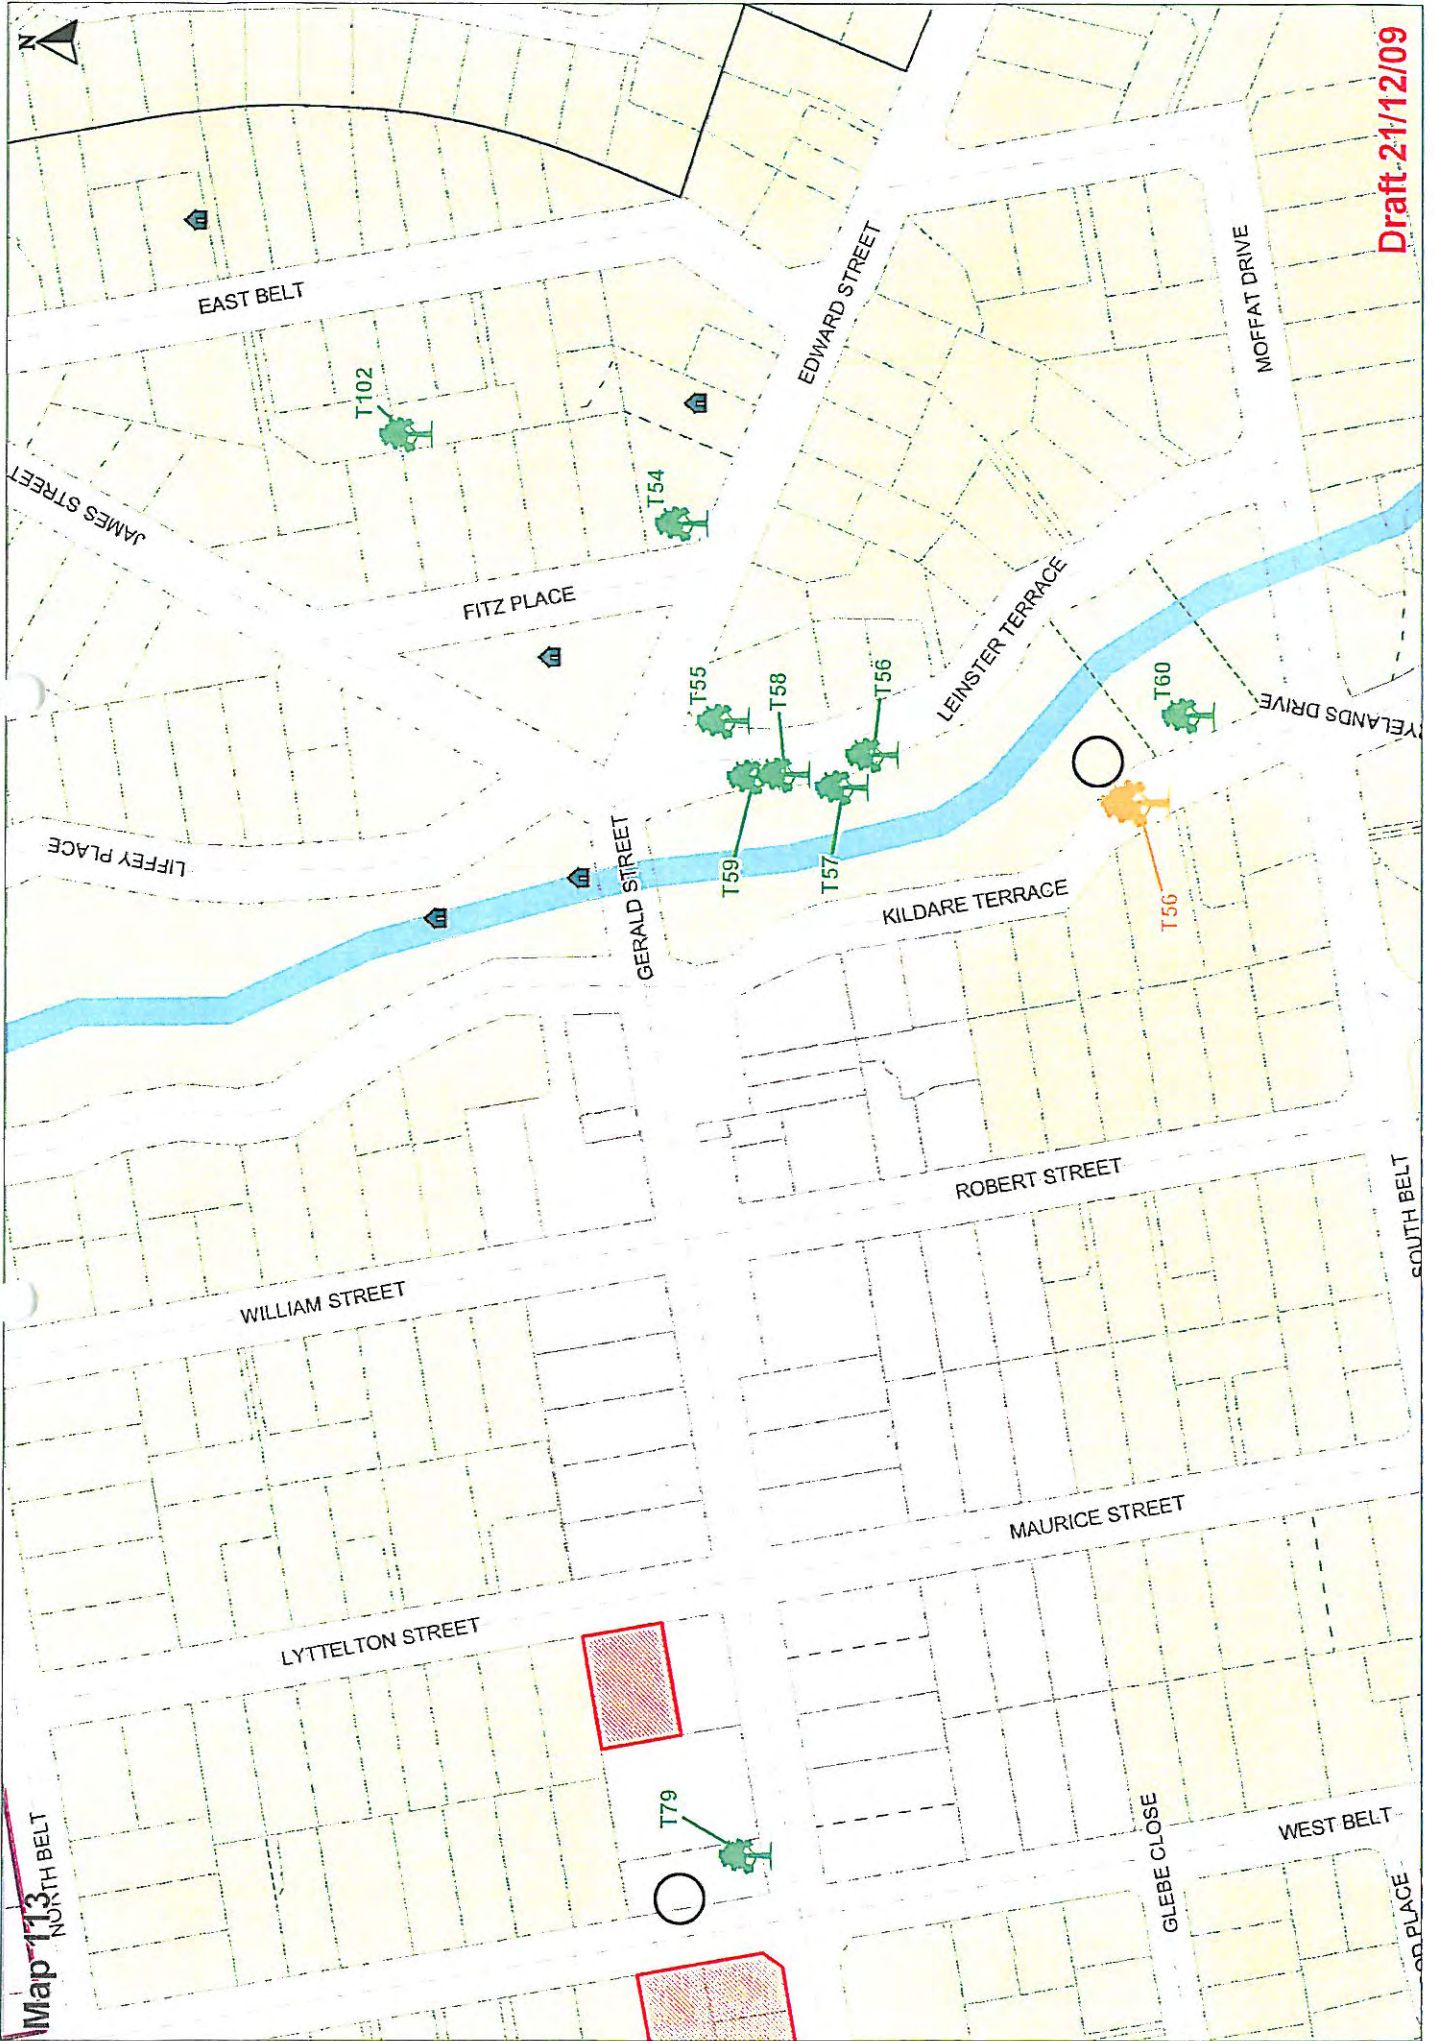 Map 113
NORTH BELT
N
JAMES STREET
EAST BELT
T102
LIFFEY PLACE
FITZ PLACE
T54
EDWARD STREET
MOFFAT DRIVE
T55
T58
T56
T59
T57
GERALD STREET
LEINSTER TERRACE
T60
KILDARE TERRACE
T56
WILLIAM STREET
ROBERT STREET
SOUTH BELT
LYTTELTON STREET
MAURICE STREET
T79
GLEBE CLOSE
WEST BELT
PLACE
DRIVE
Draft 21/12/09